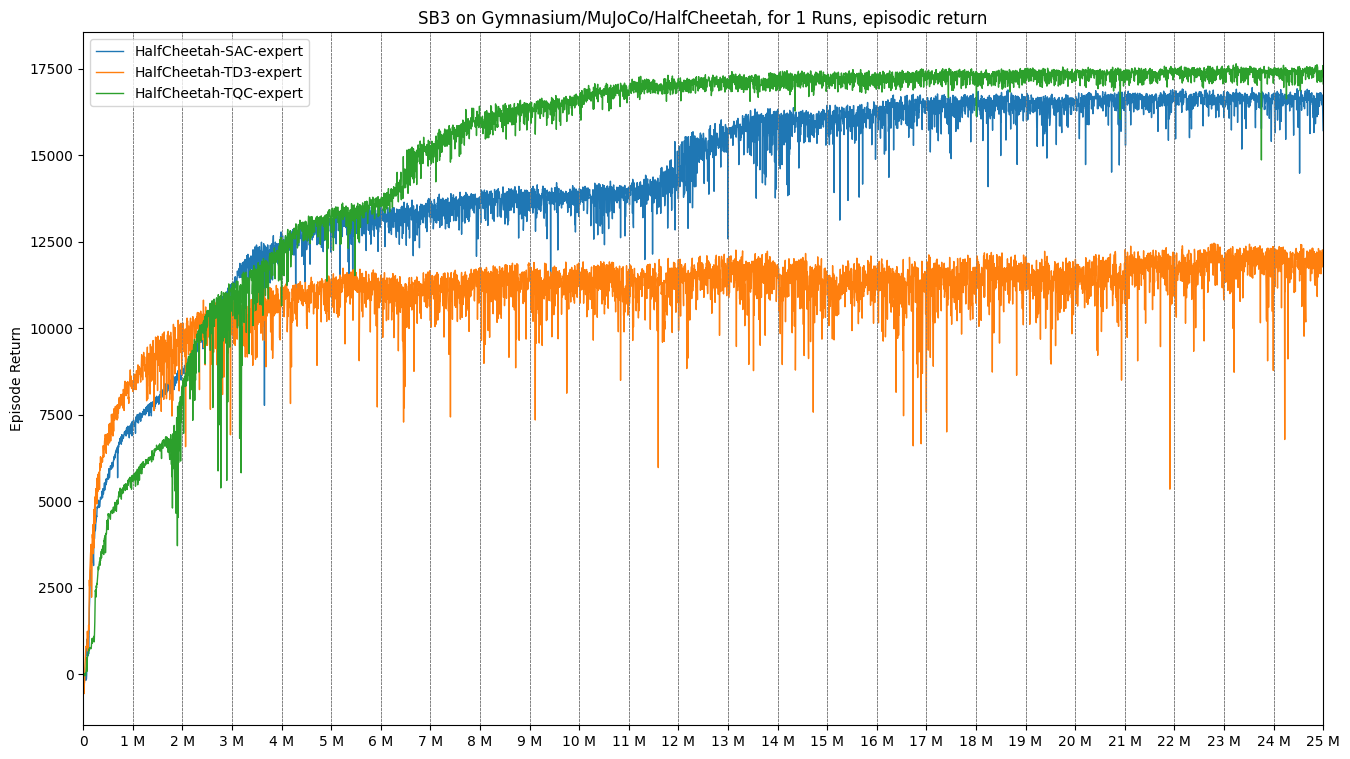 SB3 on Gymnasium/MuJoCo/HalfCheetah, for 1 Runs, episodic return
HalfCheetah-SAC-expert
HalfCheetah-TD3-expert
HalfCheetah-TQC-expert
Episode Return
17500
15000
12500
10000
7500
5000
2500
0
0 1 M 2 M 3 M 4 M 5 M 6 M 7 M 8 M 9 M 10 M 11 M 12 M 13 M 14 M 15 M 16 M 17 M 18 M 19 M 20 M 21 M 22 M 23 M 24 M 25 M